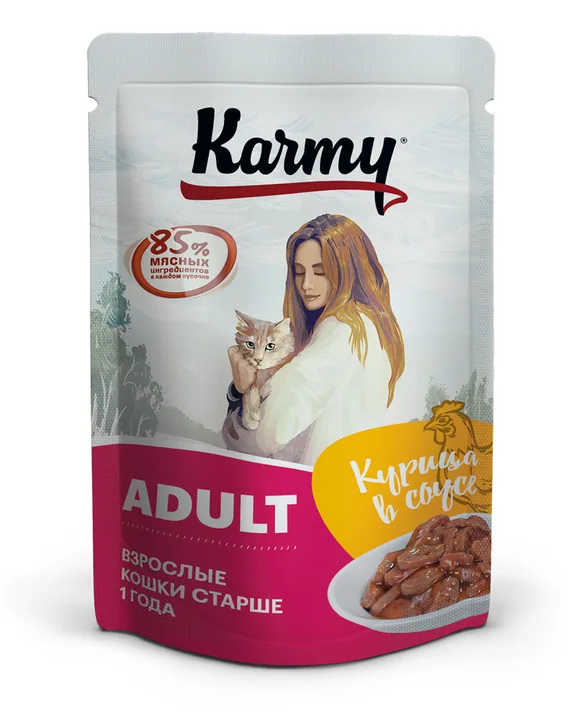 Karmy®
85%
МЯСНЫХ
ингредиентов
в каждом кусочке
ADULT
Курица
в соусе
ВЗРОСЛЫЕ
КОШКИ СТАРШЕ
1 ГОДА